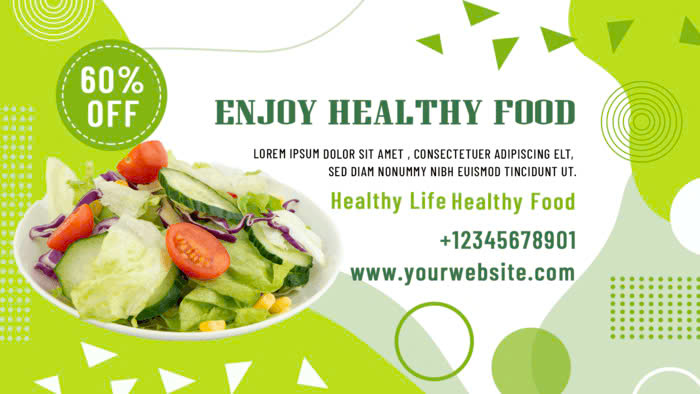 60%
OFF
ENJOY HEALTHY FOOD
LOREM IPSUM DOLOR SIT AMET , CONSECTETUER ADIPISCING ELT,
SED DIAM NONUMMY NIBH EUISMOD TINCIDUNT UT.
Healthy Life Healthy Food
+12345678901
www.yourwebsite.com